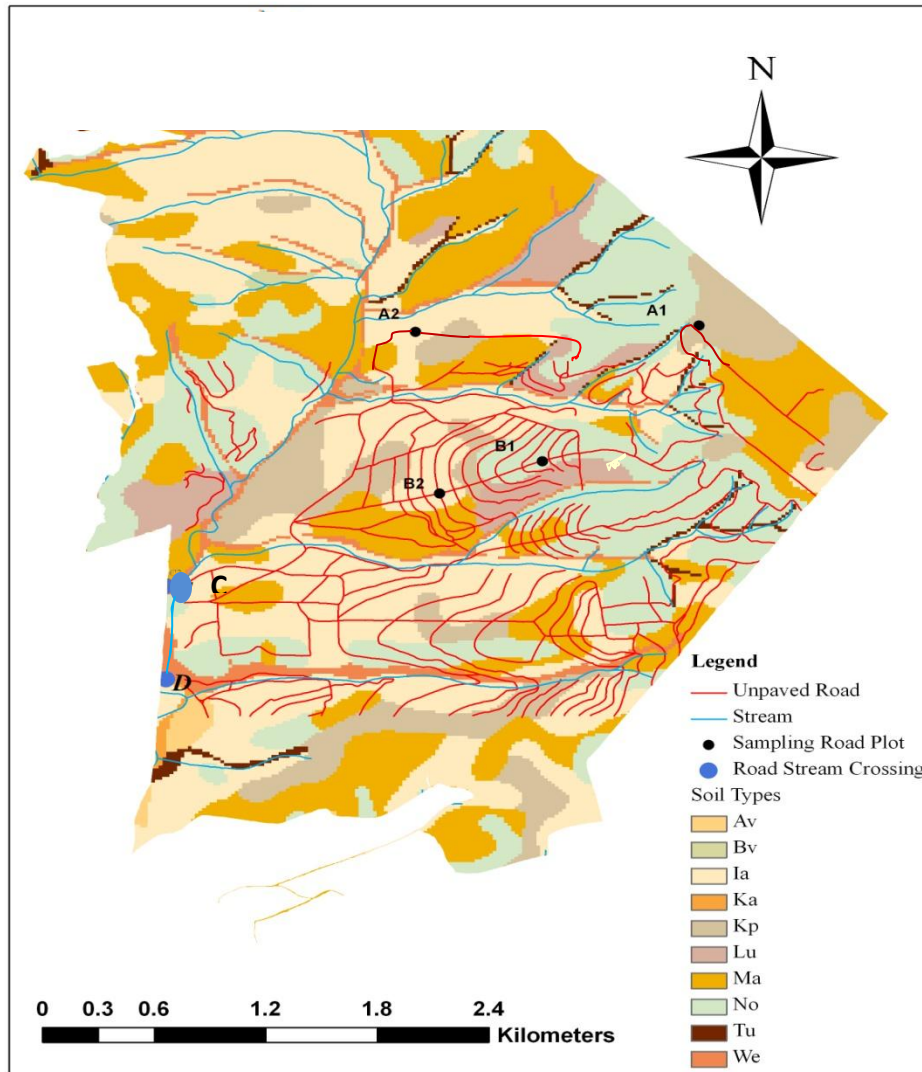 N
A2
A1
B1
B2
C
D
Legend
Unpaved Road
Stream
Sampling Road Plot
Road Stream Crossing
Soil Types
Av
Bv
Ia
Ka
Kp
Lu
Ma
No
Tu
We
0 0.3 0.6 1.2 1.8 2.4
Kilometers